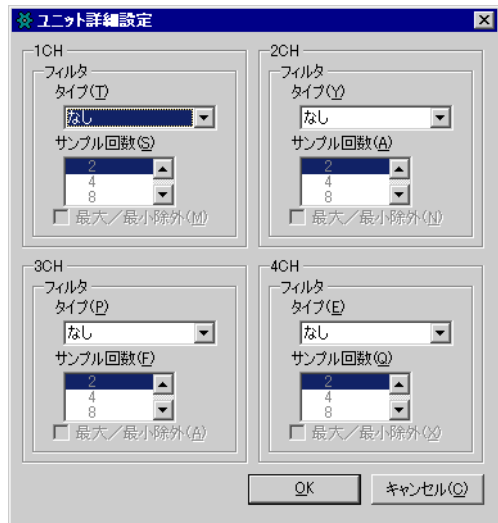 ユニット詳細設定
1CH
フィルタ
タイプ(T)
なし
サンプル回数(S)
2
4
8
最大／最小除外(M)
2CH
フィルタ
タイプ(Y)
なし
サンプル回数(A)
2
4
8
最大／最小除外(N)
3CH
フィルタ
タイプ(P)
なし
サンプル回数(F)
2
4
8
最大／最小除外(A)
4CH
フィルタ
タイプ(E)
なし
サンプル回数(Q)
2
4
8
最大／最小除外(X)
OK
キャンセル(C)